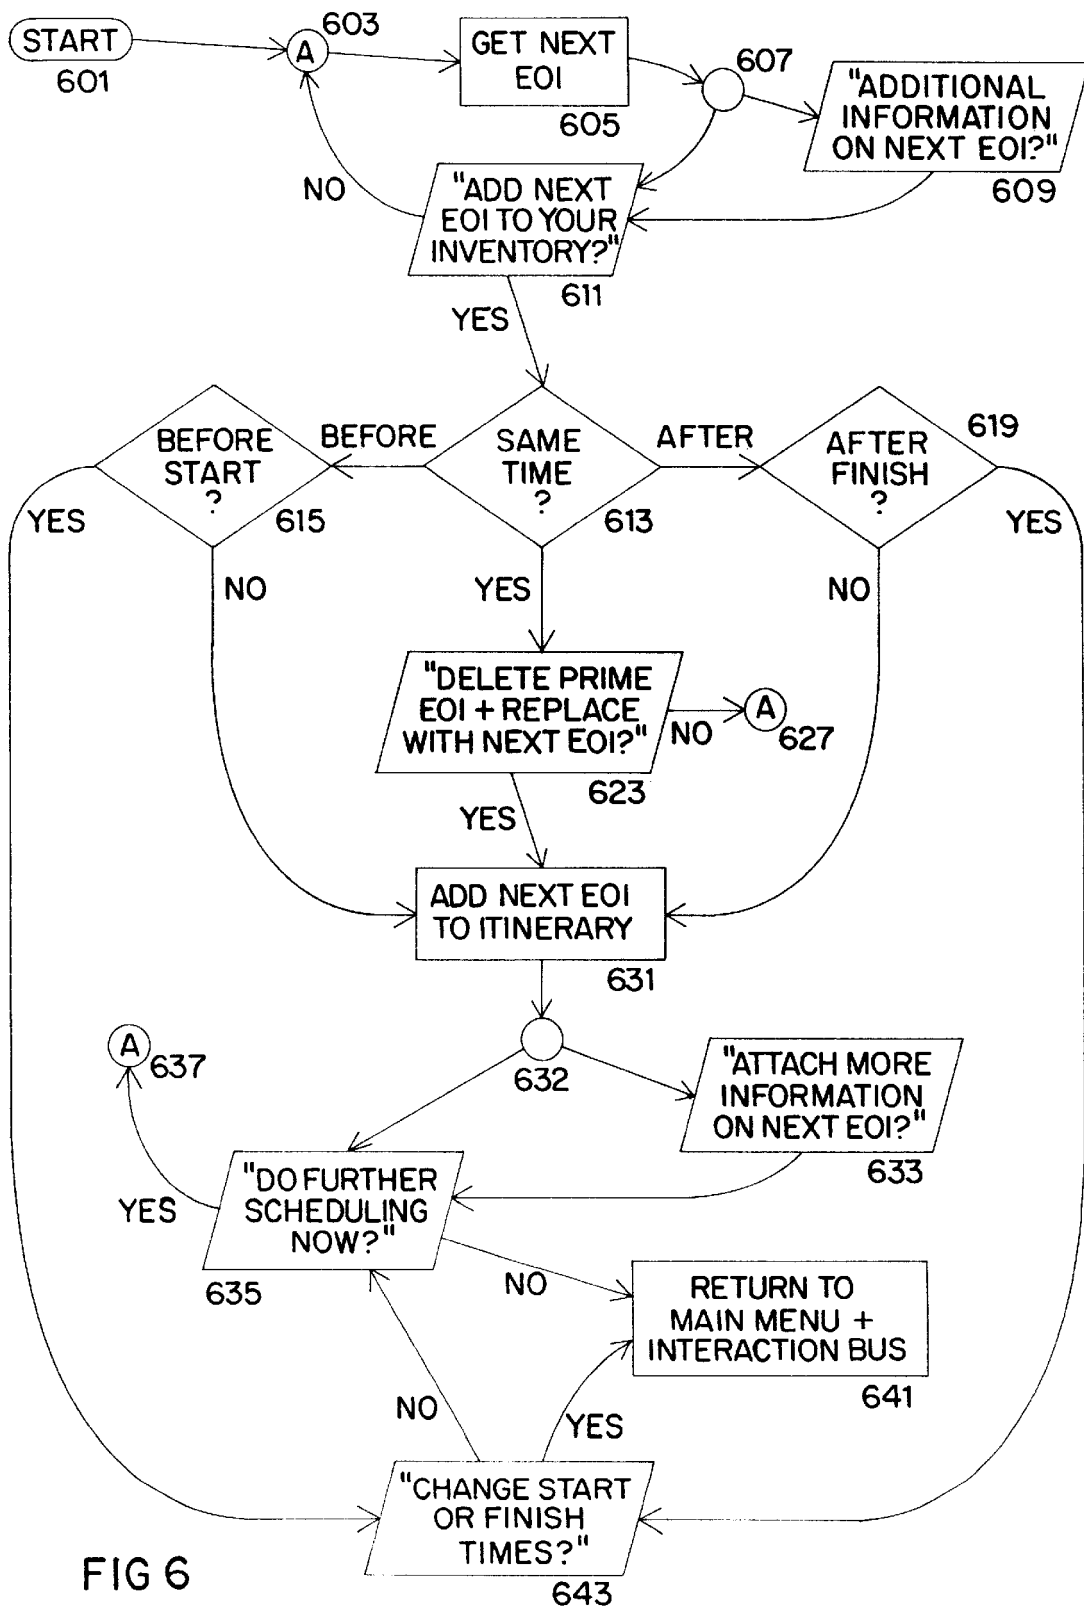 START
601
A
603
GET NEXT
EOI
605
607
"ADDITIONAL
INFORMATION
ON NEXT EOI?"
609
NO
"ADD NEXT
EOI TO YOUR
INVENTORY?"
611
YES
BEFORE
START
?
615
BEFORE
SAME
TIME
?
613
AFTER
AFTER
FINISH
?
619
YES
NO
YES
NO
YES
"DELETE PRIME
EOI + REPLACE
WITH NEXT EOI?"
623
NO
A
627
YES
ADD NEXT EOI
TO ITINERARY
631
632
"ATTACH MORE
INFORMATION
ON NEXT EOI?"
633
A
637
YES
"DO FURTHER
SCHEDULING
NOW?"
635
NO
RETURN TO
MAIN MENU +
INTERACTION BUS
641
NO
YES
"CHANGE START
OR FINISH
TIMES?"
643
FIG 6